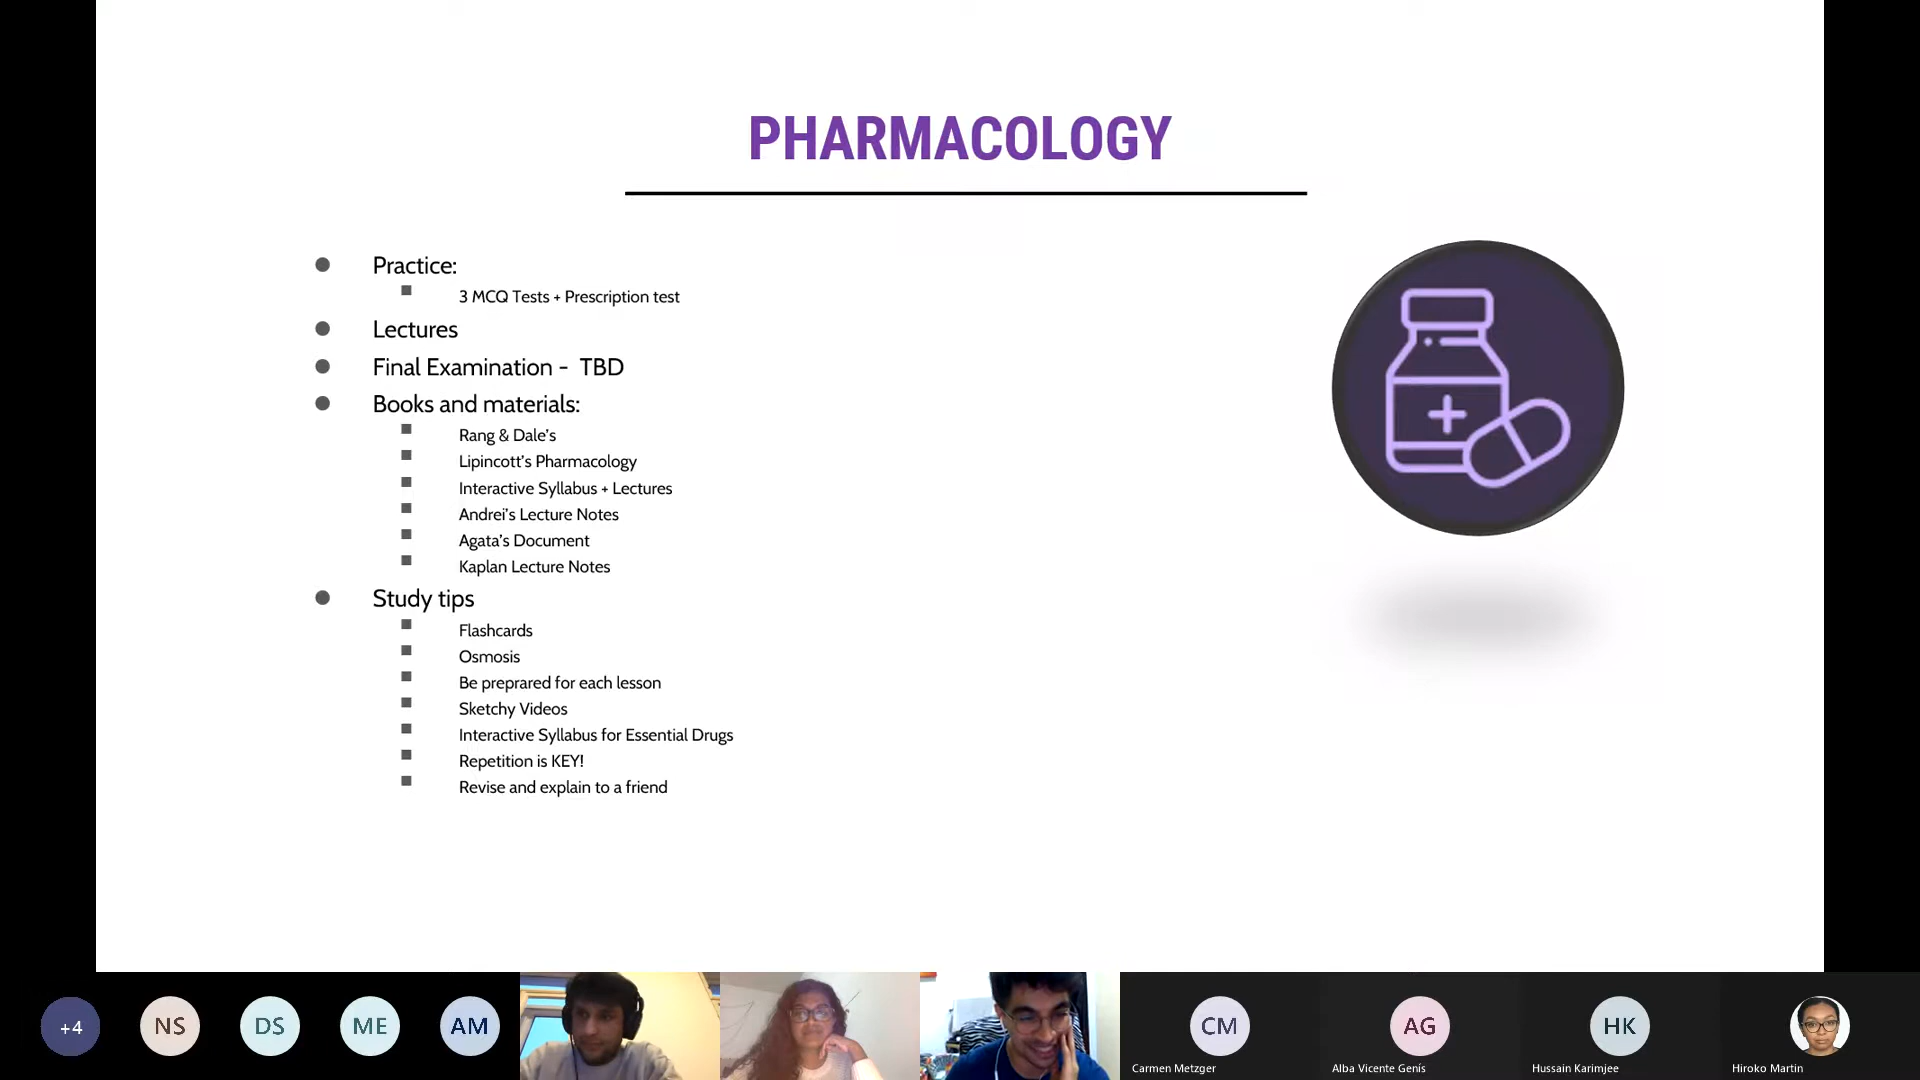 PHARMACOLOGY
Practice:
3 MCQ Tests + Prescription test
Lectures
Final Examination - TBD
Books and materials:
Rang & Dale's
Lipincott's Pharmacology
Interactive Syllabus + Lectures
Andrei's Lecture Notes
Agata's Document
Kaplan Lecture Notes
Study tips
Flashcards
Osmosis
Be preprared for each lesson
Sketchy Videos
Interactive Syllabus for Essential Drugs
Repetition is KEY!
Revise and explain to a friend
+4 NS DS ME AM CM AG HK
Carmen Metzger Alba Vicente Genís Hussain Karimjee Hiroko Martin